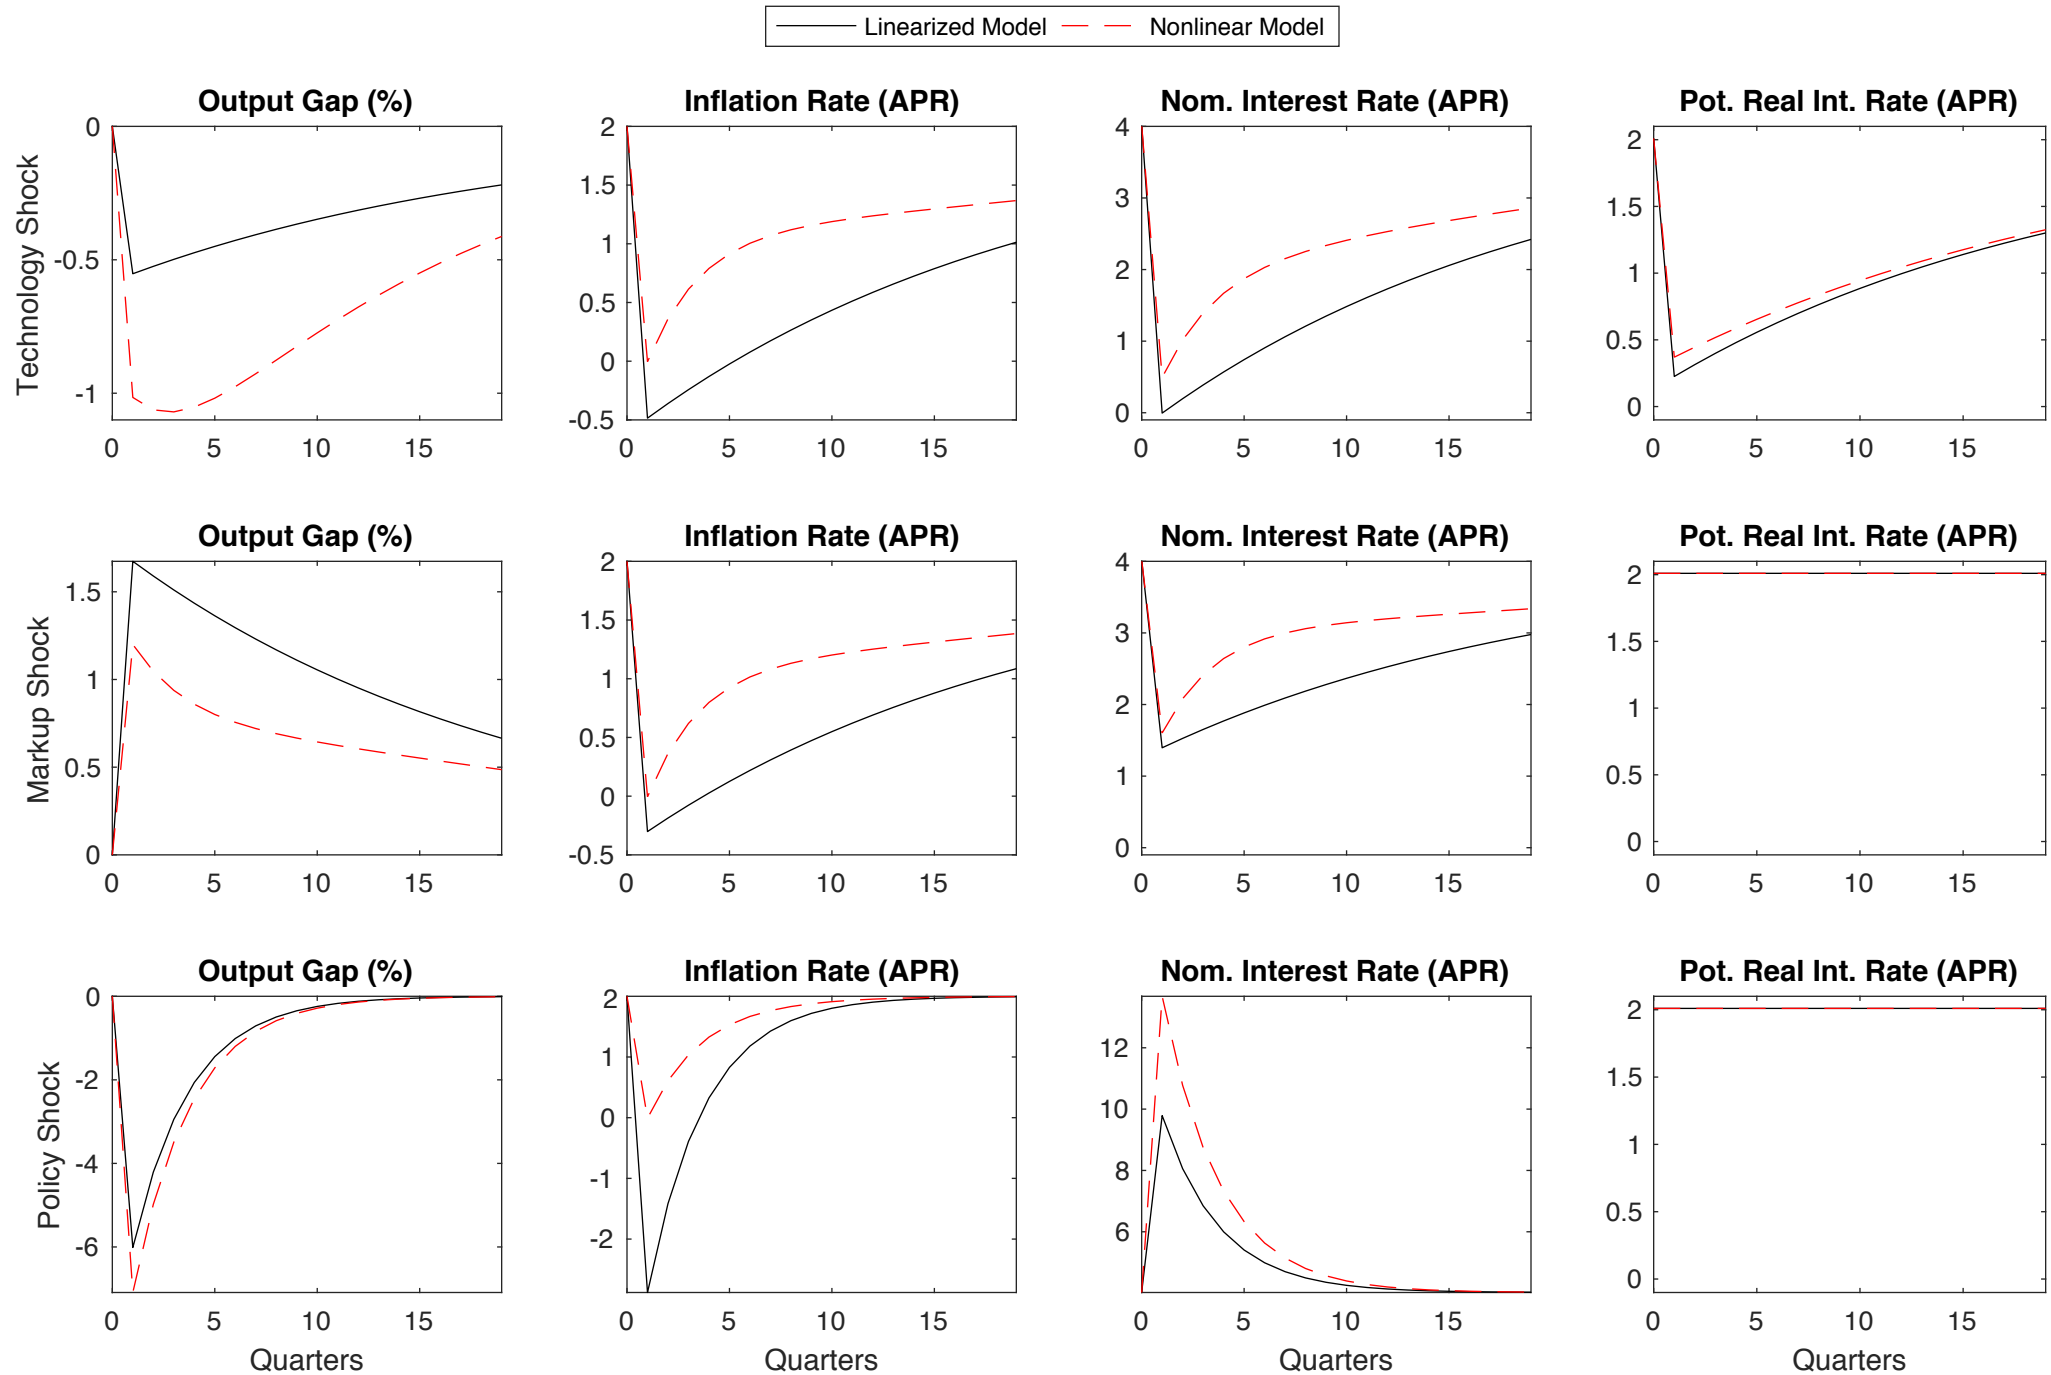 Linearized Model Nonlinear Model
Output Gap (%) Inflation Rate (APR) Nom. Interest Rate (APR) Pot. Real Int. Rate (APR)
Technology Shock
0 -0.5 -1
0 5 10 15
2 1.5 1 0.5 0 -0.5
0 5 10 15
4 3 2 1 0
0 5 10 15
2 1.5 1 0.5 0
0 5 10 15
Output Gap (%) Inflation Rate (APR) Nom. Interest Rate (APR) Pot. Real Int. Rate (APR)
Markup Shock
1.5 1 0.5 0
0 5 10 15
2 1.5 1 0.5 0 -0.5
0 5 10 15
4 3 2 1 0
0 5 10 15
2 1.5 1 0.5 0
0 5 10 15
Output Gap (%) Inflation Rate (APR) Nom. Interest Rate (APR) Pot. Real Int. Rate (APR)
Policy Shock
0 -2 -4 -6
0 5 10 15
2 1 0 -1 -2
0 5 10 15
12 10 8 6
0 5 10 15
2 1.5 1 0.5 0
0 5 10 15
Quarters Quarters Quarters Quarters